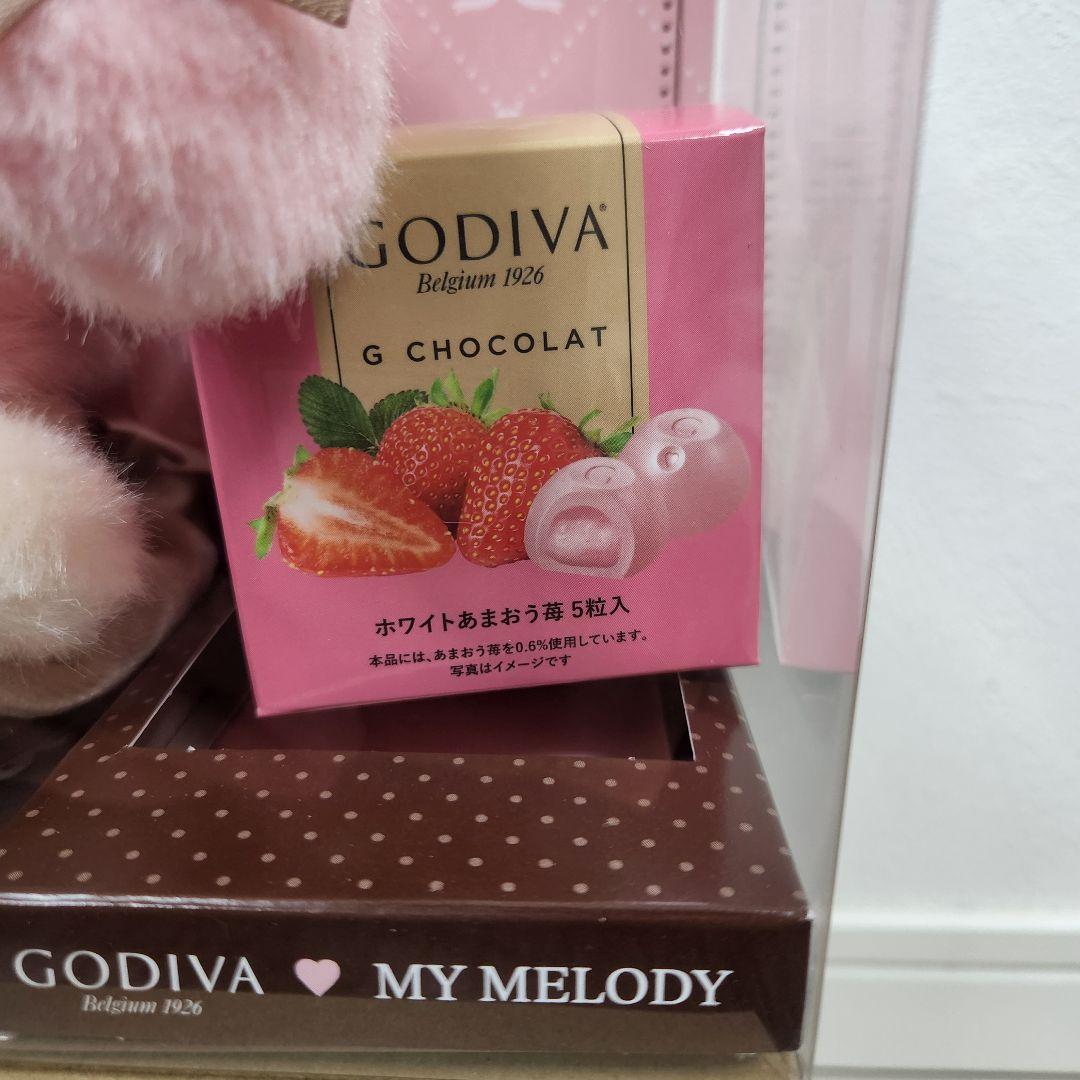 GODIVA®
Belgium 1926
G CHOCOLAT
ホワイトあまおう苺 5粒入
本品には、あまおう苺を0.6%使用しています。
写真はイメージです
GODIVA ♥ MY MELODY
Belgium 1926